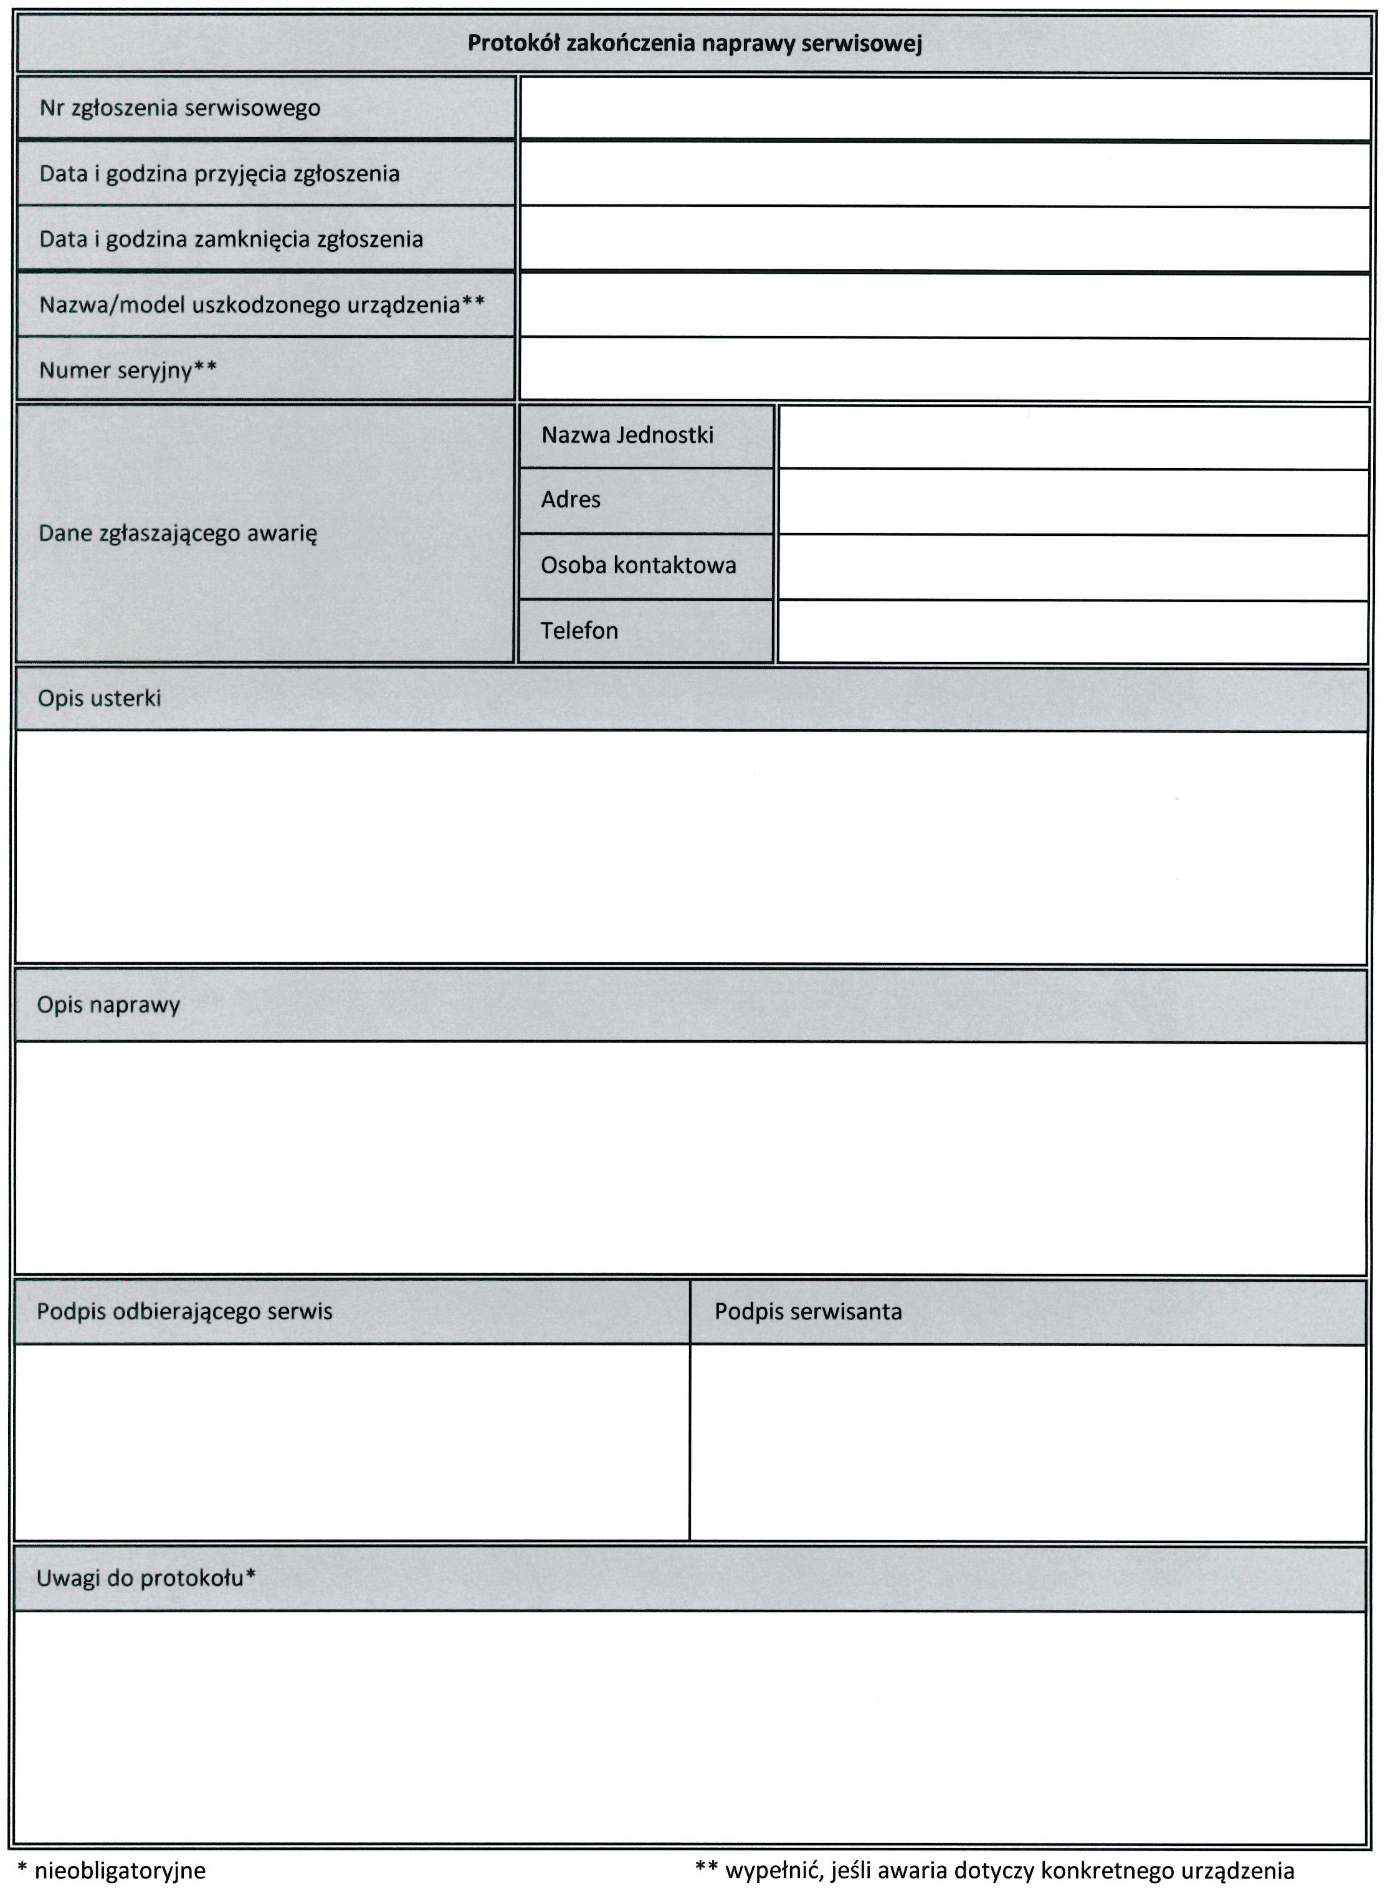 Protokół zakończenia naprawy serwisowej
Nr zgłoszenia serwisowego
Data i godzina przyjęcia zgłoszenia
Data i godzina zamknięcia zgłoszenia
Nazwa/model uszkodzonego urządzenia**
Numer seryjny**
Dane zgłaszającego awarię
Nazwa Jednostki
Adres
Osoba kontaktowa
Telefon
Opis usterki
Opis naprawy
Podpis odbierającego serwis
Podpis serwisanta
Uwagi do protokołu*
* nieobligatoryjne
** wypełnić, jeśli awaria dotyczy konkretnego urządzenia